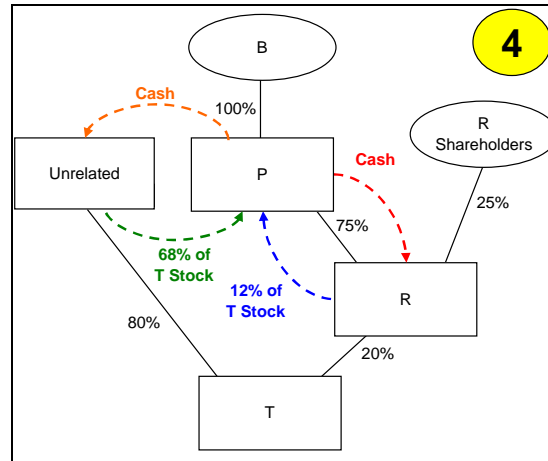 4
B
100%
Cash
R
Shareholders
Unrelated
P
Cash
75%
25%
68% of
T Stock
12% of
T Stock
R
80%
20%
T